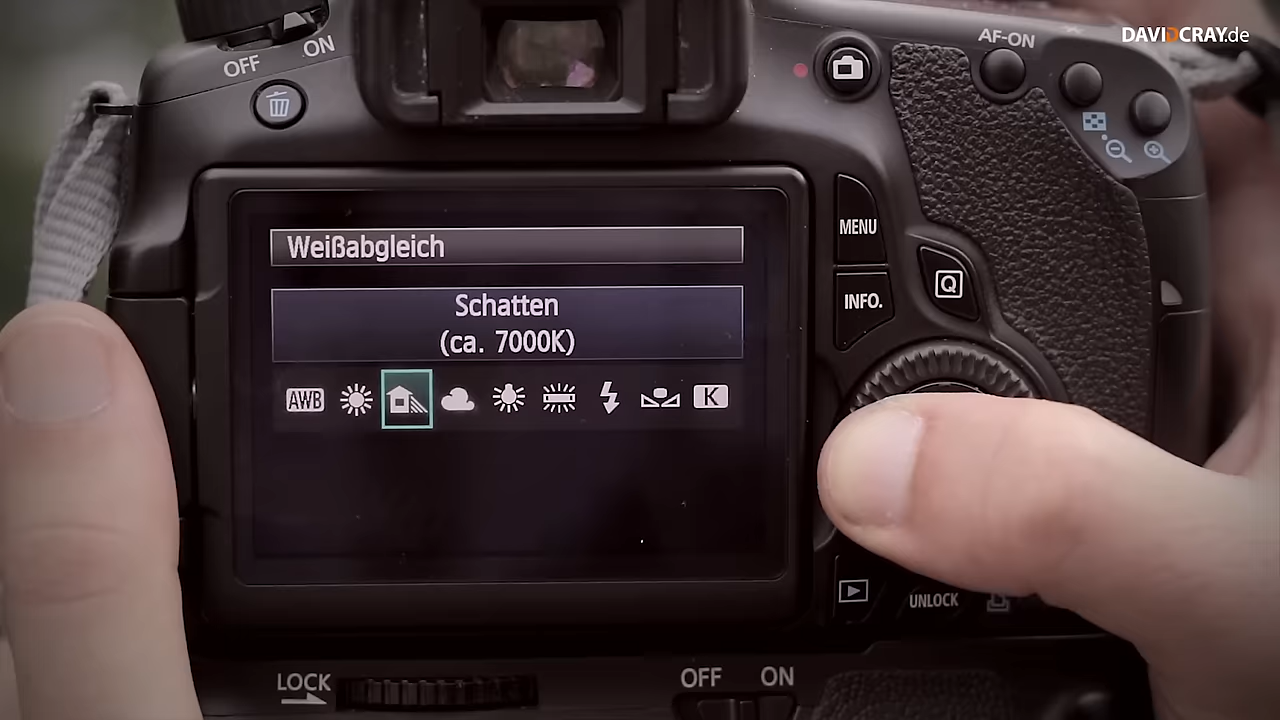 DAVIDCRAY.de
OFF ON
AF-ON
MENU
INFO.
Q
Weißabgleich
Schatten
(ca. 7000K)
AWB K
UNLOCK
LOCK
OFF ON